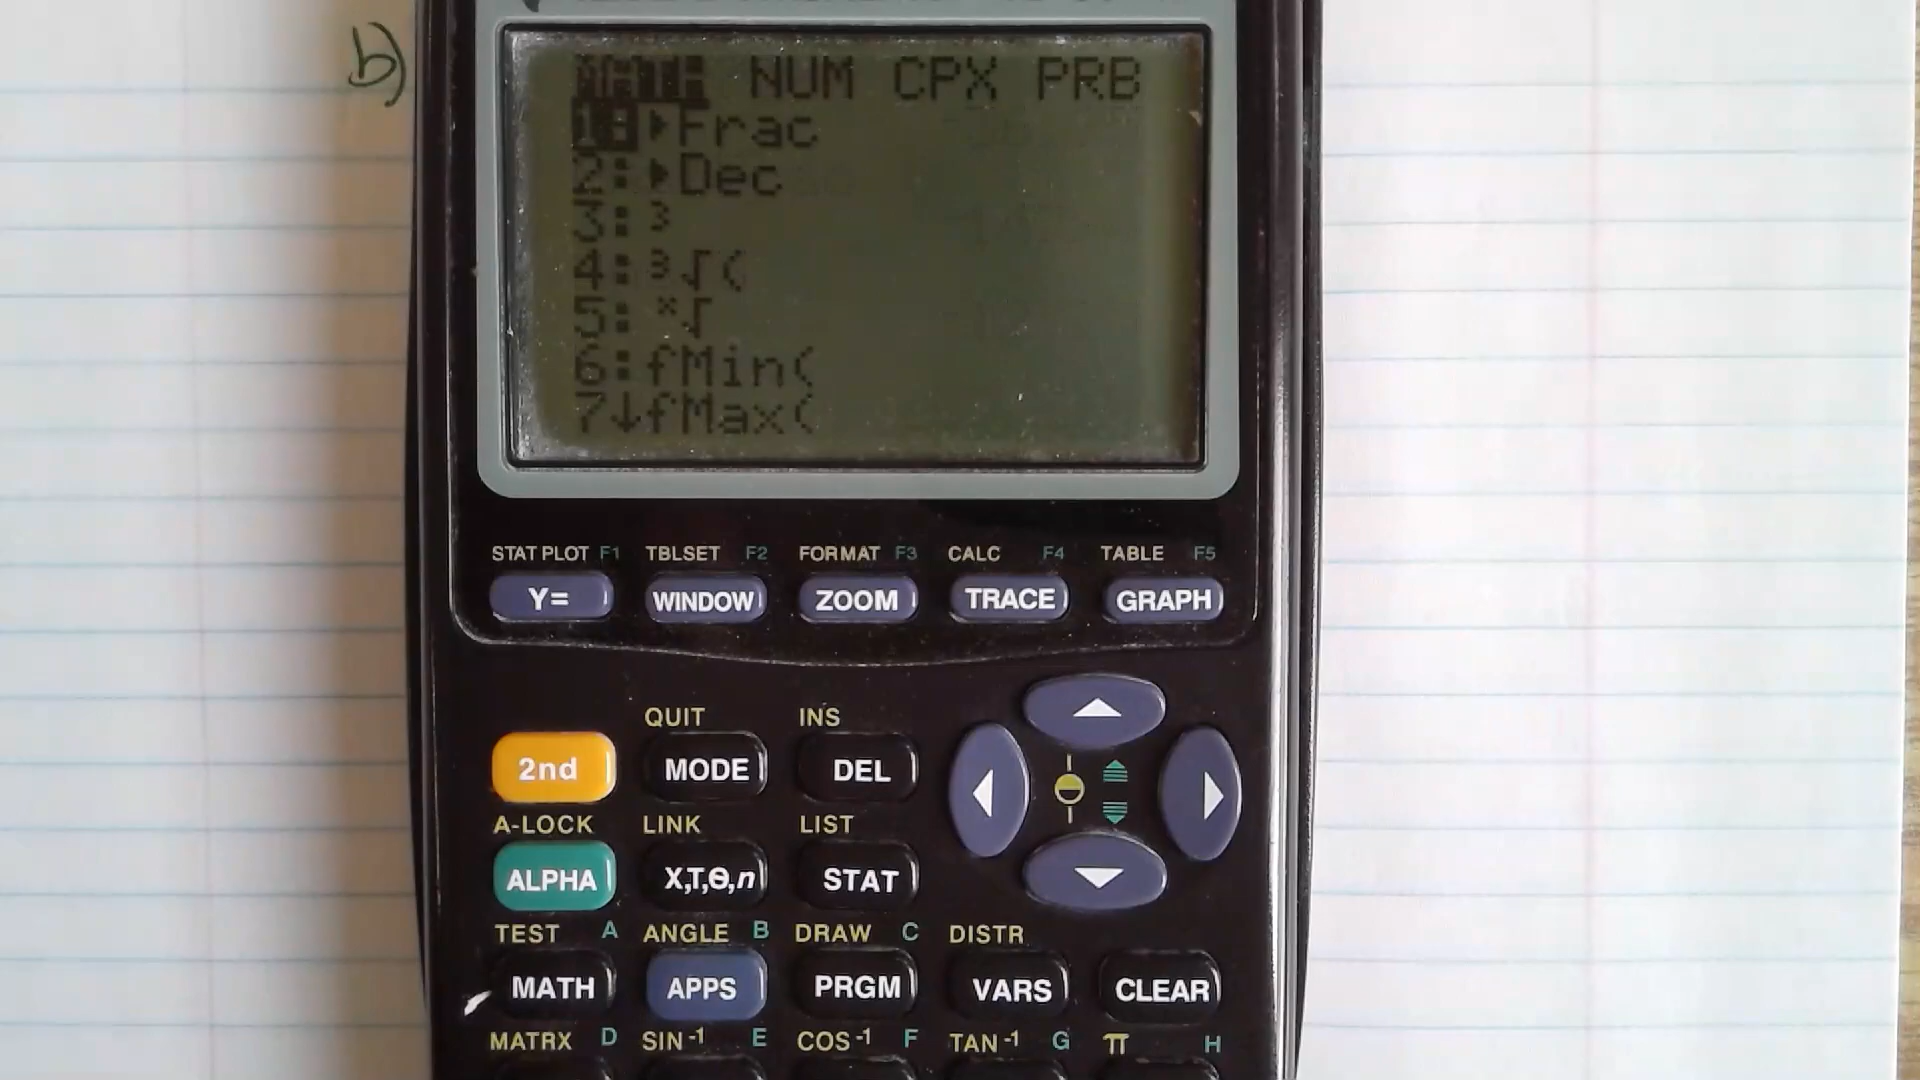 b)
MATH NUM CPX PRB
1:▸Frac
2:▸Dec
3:³
4:³√(
5:ˣ√
6:fMin(
7↓fMax(
STAT PLOT F1 TBLSET F2 FORMAT F3 CALC F4 TABLE F5
Y= WINDOW ZOOM TRACE GRAPH
QUIT INS
2nd MODE DEL
A-LOCK LINK LIST
ALPHA X,T,Θ,n STAT
TEST A ANGLE B DRAW C DISTR
MATH APPS PRGM VARS CLEAR
MATRX D SIN⁻¹ E COS⁻¹ F TAN⁻¹ G π H